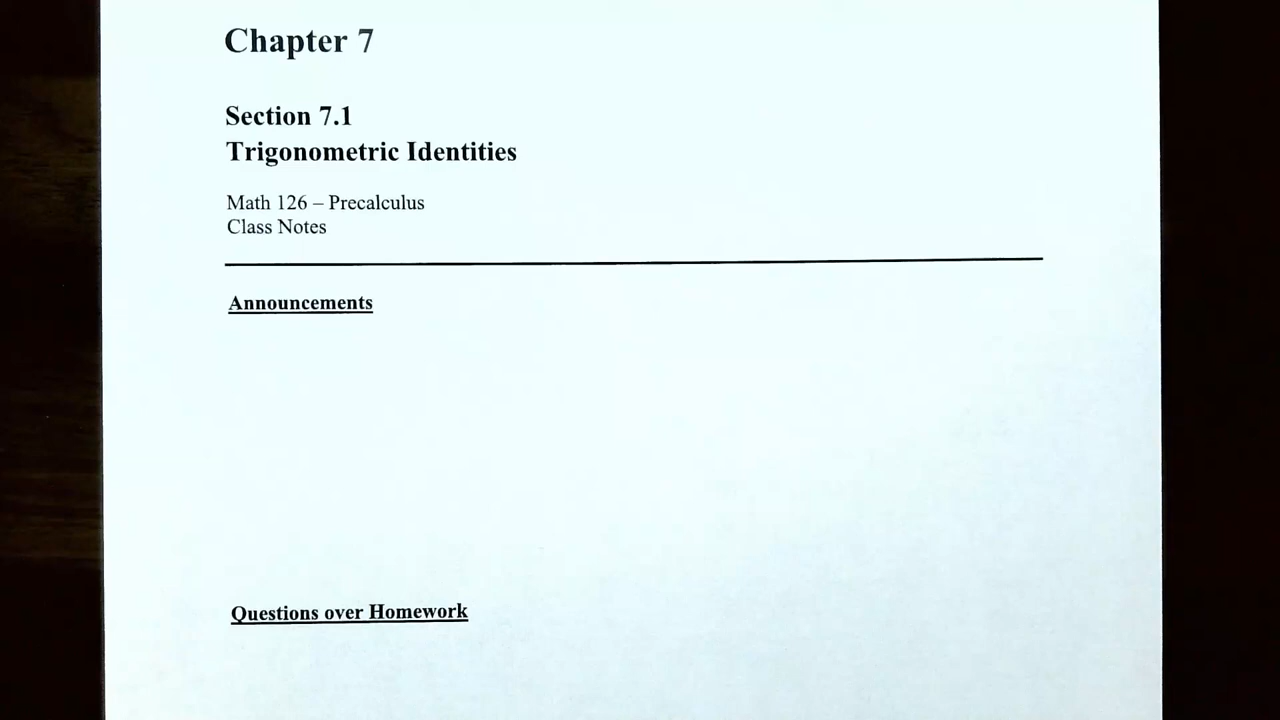 Chapter 7
Section 7.1
Trigonometric Identities
Math 126 – Precalculus
Class Notes
Announcements
Questions over Homework